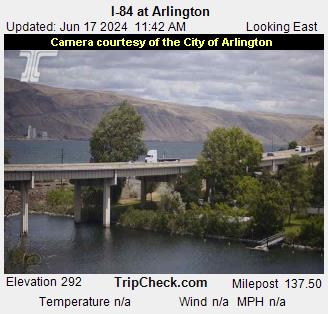 I-84 at Arlington
Updated: Jun 17 2024 11:42 AM Looking East
Camera courtesy of the City of Arlington
Elevation 292 TripCheck.com Milepost 137.50
Temperature n/a Wind n/a MPH n/a